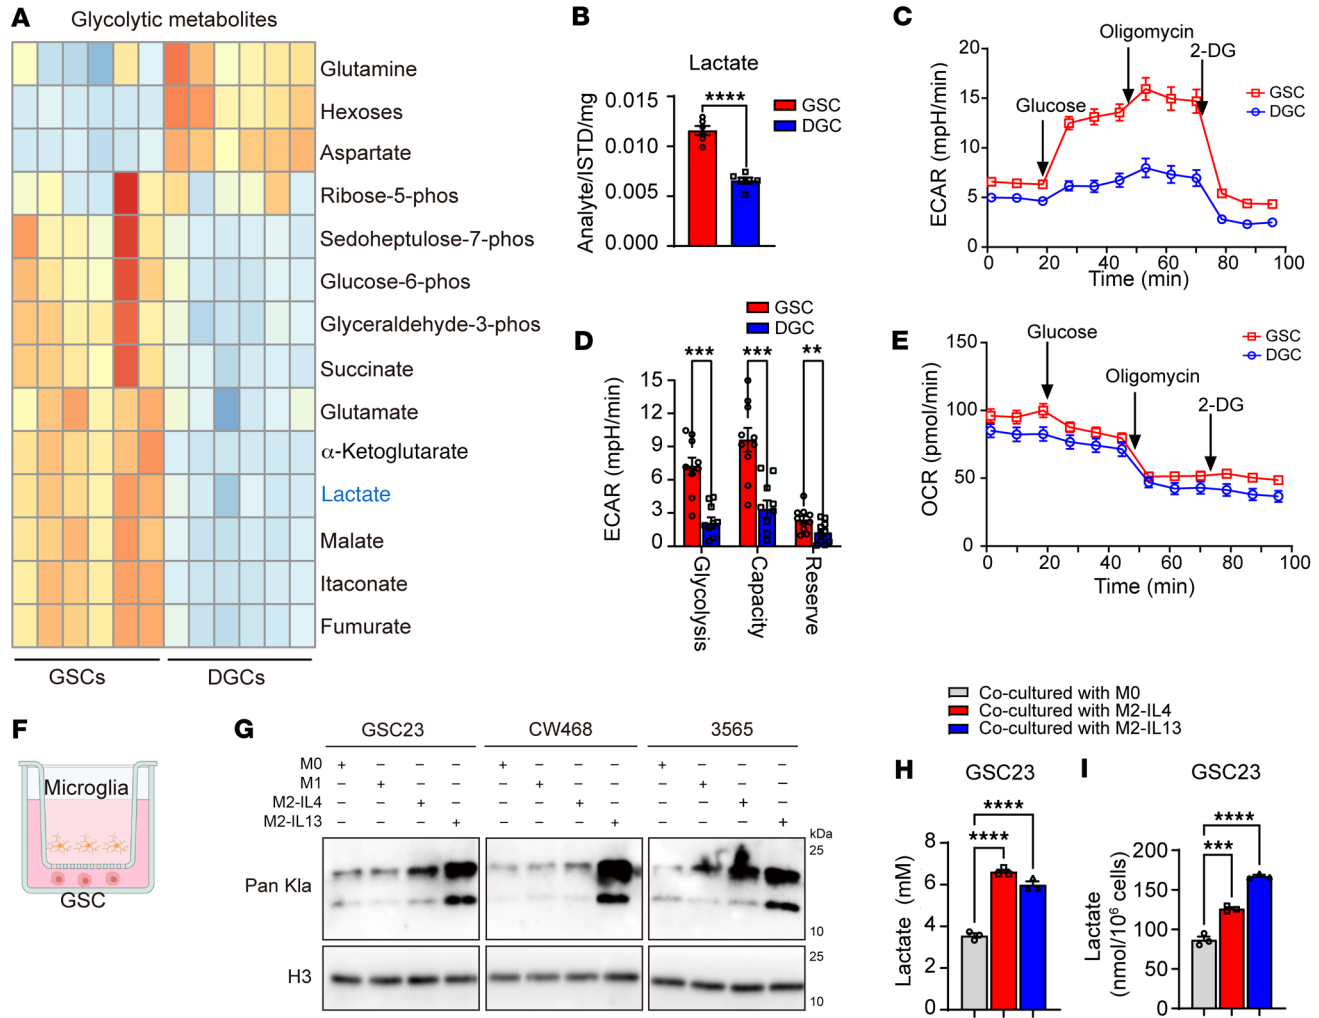 A
Glycolytic metabolites
Glutamine
Hexoses
Aspartate
Ribose-5-phos
Sedoheptulose-7-phos
Glucose-6-phos
Glyceraldehyde-3-phos
Succinate
Glutamate
α-Ketoglutarate
Lactate
Malate
Itaconate
Fumurate
GSCs DGCs
B
Lactate
****
GSC
DGC
Analyte/ISTD/mg
0.015
0.010
0.005
0.000
C
Oligomycin
2-DG
Glucose
GSC
DGC
ECAR (mpH/min)
20
15
10
5
0
0 20 40 60 80 100
Time (min)
D
GSC
DGC
*** *** **
ECAR (mpH/min)
15
12
9
6
3
0
Glycolysis
Capacity
Reserve
E
Glucose
Oligomycin
2-DG
GSC
DGC
OCR (pmol/min)
150
100
50
0
0 20 40 60 80 100
Time (min)
F
Microglia
GSC
G
GSC23 CW468 3565
M0 + − − − + − − − + − − −
M1 − + − − − + − − − + − −
M2-IL4 − − + − − − + − − − + −
M2-IL13 − − − + − − − + − − − +
kDa
25
Pan Kla
10
25
H3
10
Co-cultured with M0
Co-cultured with M2-IL4
Co-cultured with M2-IL13
H
GSC23
****
****
Lactate (mM)
8
6
4
2
0
I
GSC23
****
***
Lactate
(nmol/10⁶ cells)
200
150
100
50
0